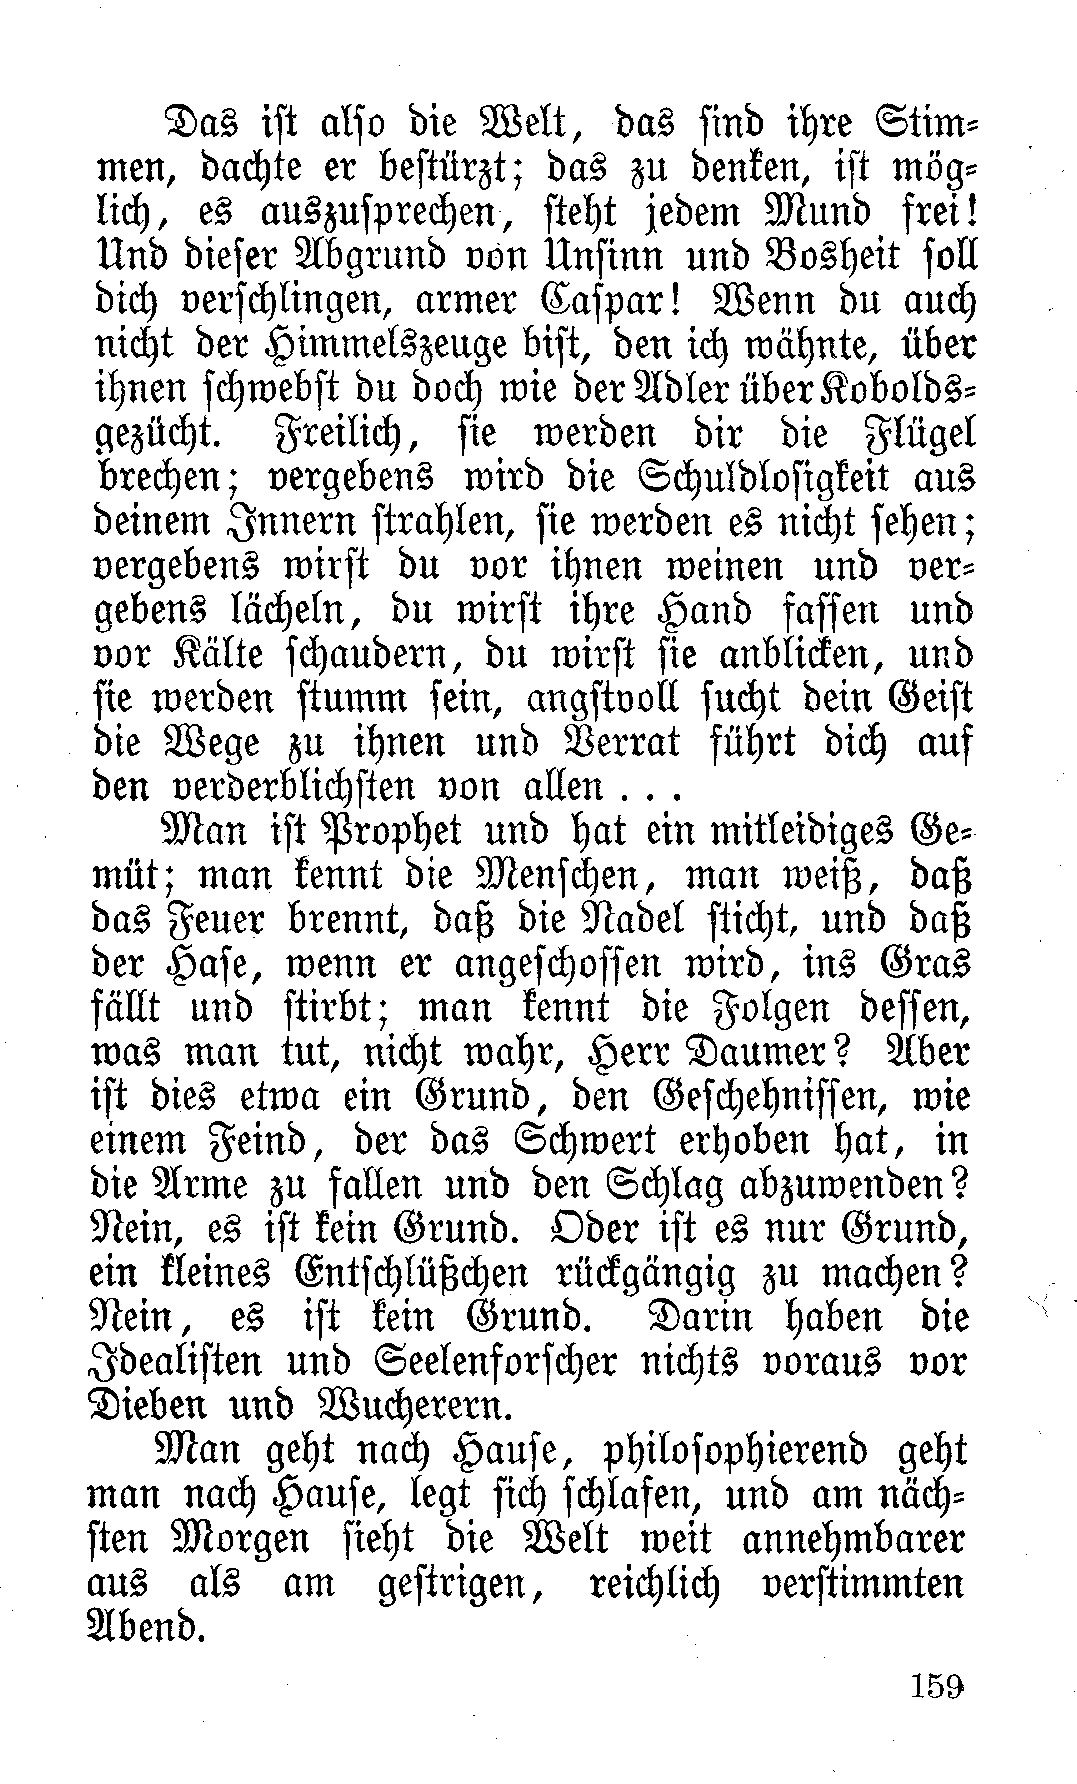 Das ist also die Welt, das sind ihre Stim-
men, dachte er bestürzt; das zu denken, ist mög-
lich, es auszusprechen, steht jedem Mund frei!
Und dieser Abgrund von Unsinn und Bosheit soll
dich verschlingen, armer Caspar! Wenn du auch
nicht der Himmelszeuge bist, den ich wähnte, über
ihnen schwebst du doch wie der Adler über Kobolds-
gezücht. Freilich, sie werden dir die Flügel
brechen; vergebens wird die Schuldlosigkeit aus
deinem Innern strahlen, sie werden es nicht sehen;
vergebens wirst du vor ihnen weinen und ver-
gebens lächeln, du wirst ihre Hand fassen und
vor Kälte schaudern, du wirst sie anblicken, und
sie werden stumm sein, angstvoll sucht dein Geist
die Wege zu ihnen und Verrat führt dich auf
den verderblichsten von allen . . .
Man ist Prophet und hat ein mitleidiges Ge-
müt; man kennt die Menschen, man weiß, daß
das Feuer brennt, daß die Nadel sticht, und daß
der Hase, wenn er angeschossen wird, ins Gras
fällt und stirbt; man kennt die Folgen dessen,
was man tut, nicht wahr, Herr Daumer? Aber
ist dies etwa ein Grund, den Geschehnissen, wie
einem Feind, der das Schwert erhoben hat, in
die Arme zu fallen und den Schlag abzuwenden?
Nein, es ist kein Grund. Oder ist es nur Grund,
ein kleines Entschlüßchen rückgängig zu machen?
Nein, es ist kein Grund. Darin haben die
Idealisten und Seelenforscher nichts voraus vor
Dieben und Wucherern.
Man geht nach Hause, philosophierend geht
man nach Hause, legt sich schlafen, und am näch-
sten Morgen sieht die Welt weit annehmbarer
aus als am gestrigen, reichlich verstimmten
Abend.
159